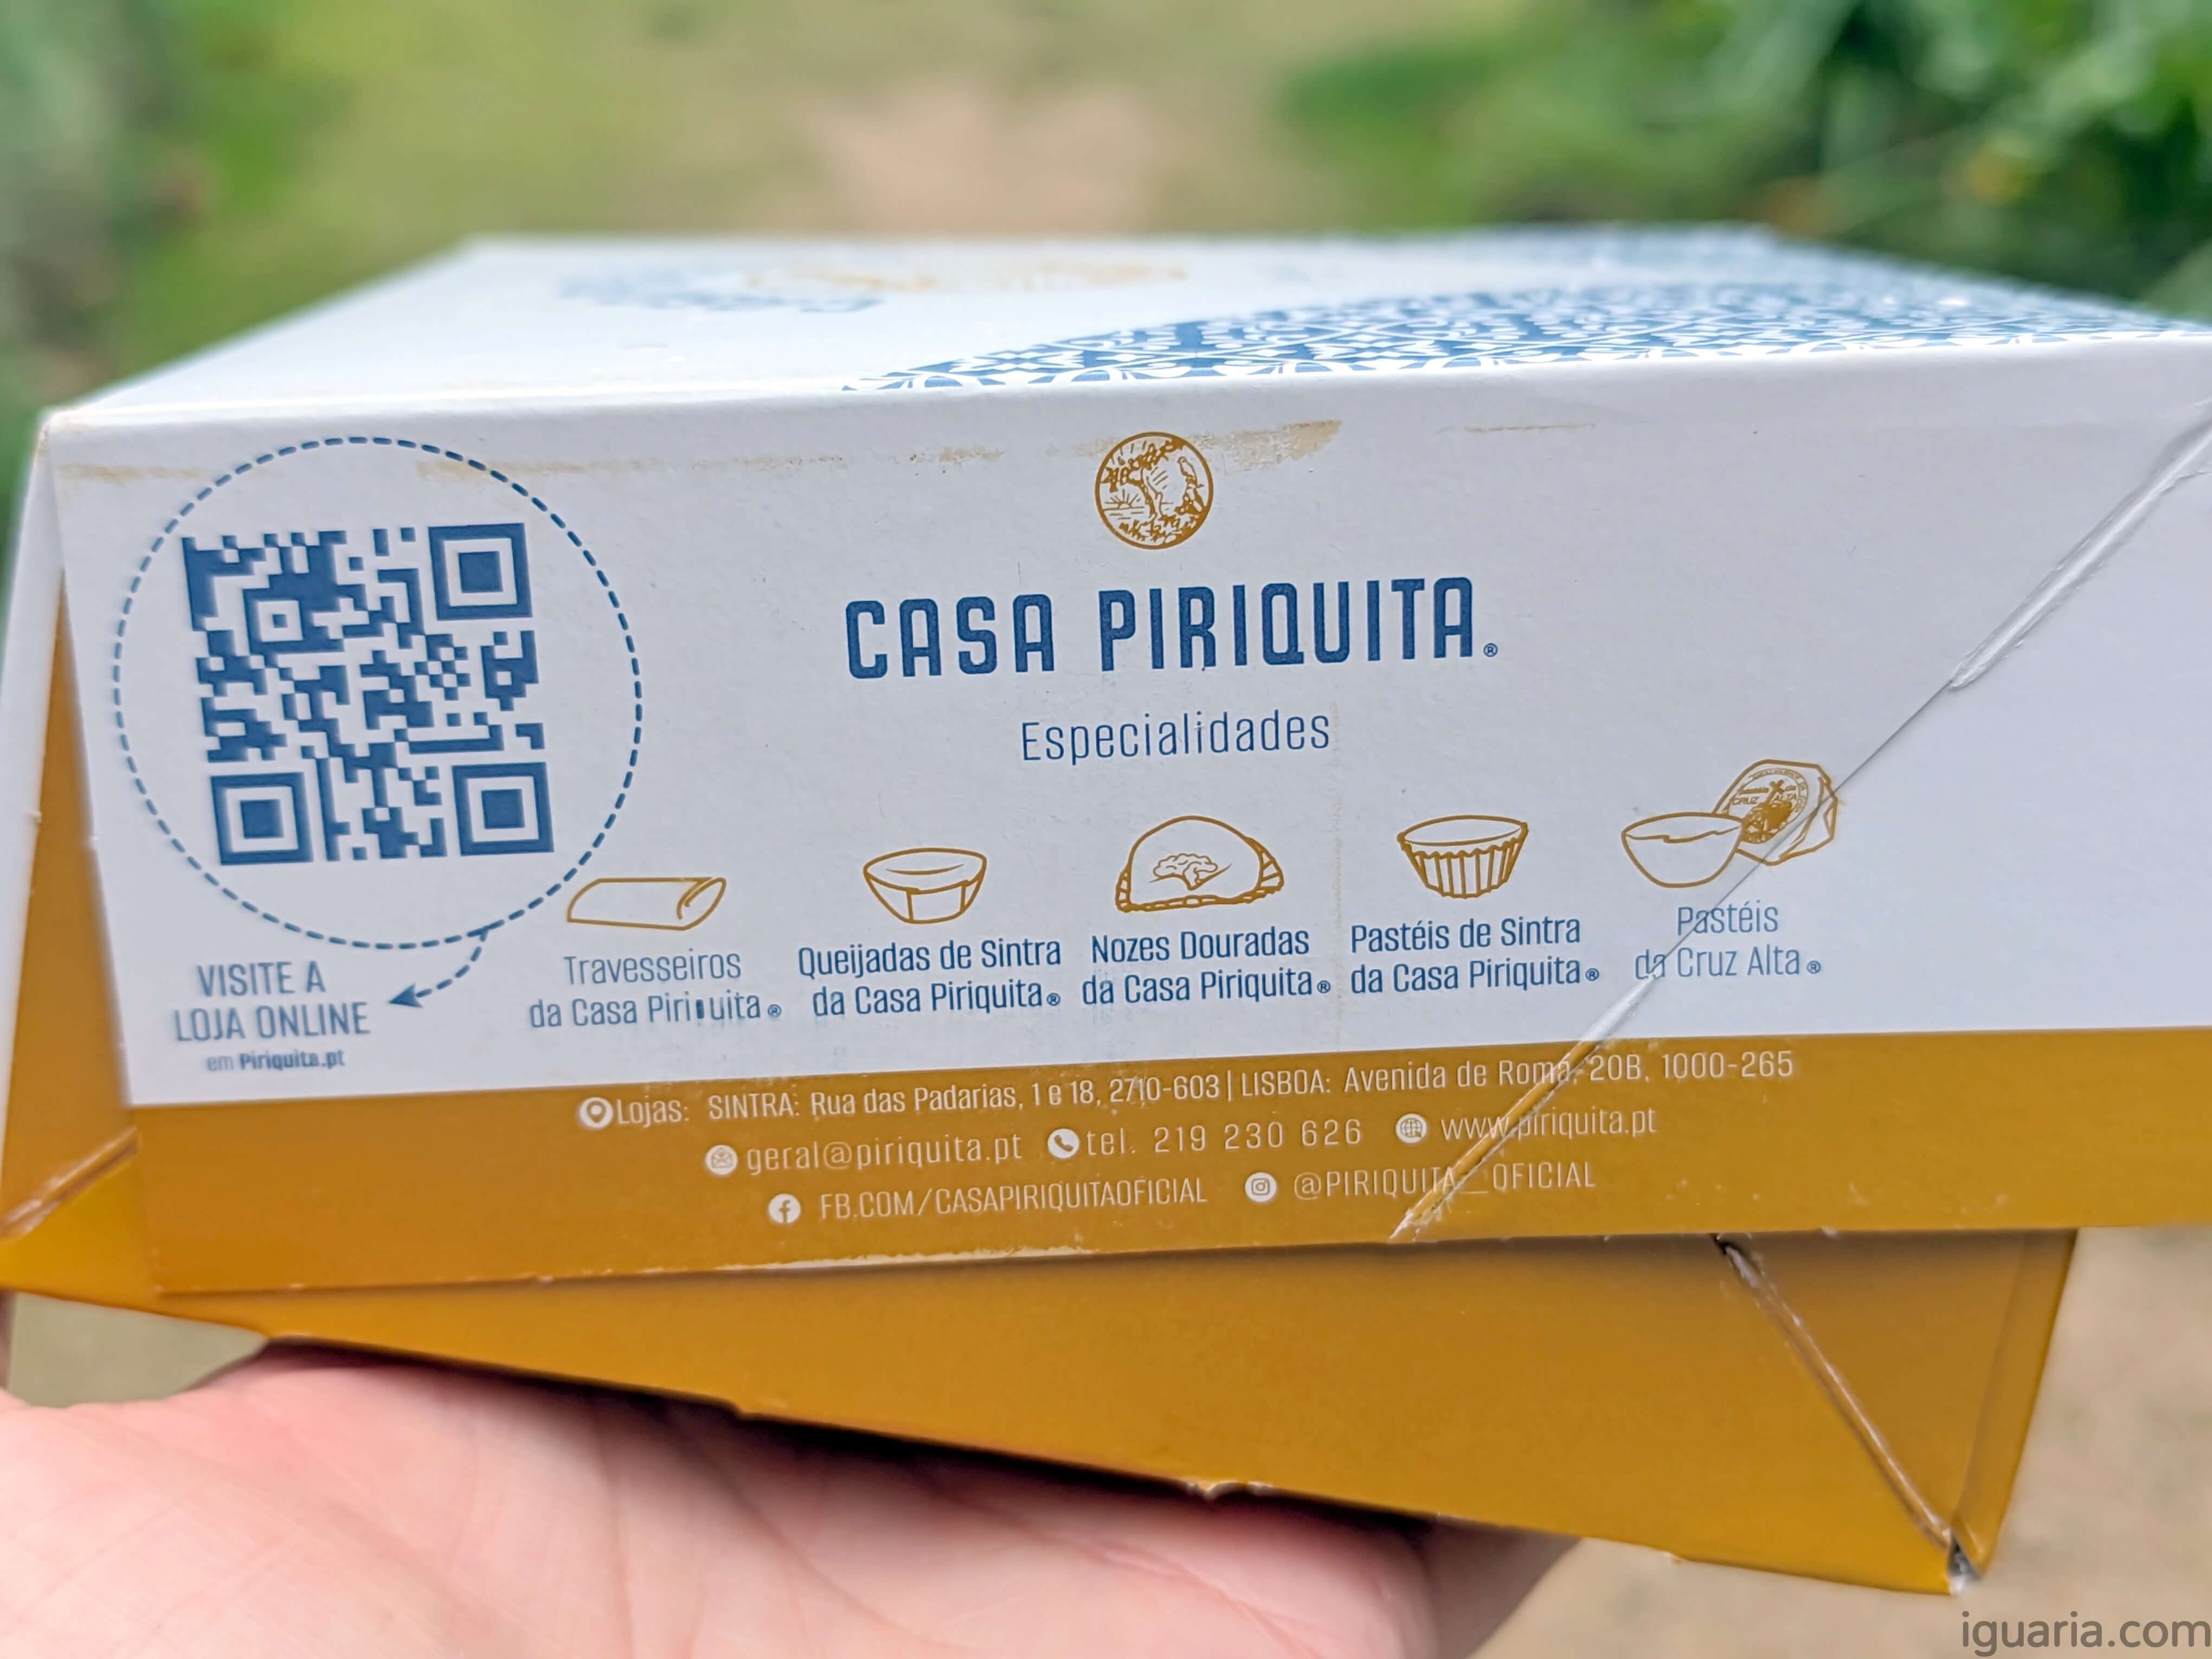 CASA PIRIQUITA®
Especialidades
VISITE A
LOJA ONLINE
em Piriquita.pt
Travesseiros
da Casa Piriquita®
Queijadas de Sintra
da Casa Piriquita®
Nozes Douradas
da Casa Piriquita®
Pastéis de Sintra
da Casa Piriquita®
CRUZ ALTA
Pastéis
da Cruz Alta®
Lojas: SINTRA: Rua das Padarias, 1 e 18, 2710-603 | LISBOA: Avenida de Roma, 20B, 1000-265
geral@piriquita.pt tel. 219 230 626 www.piriquita.pt
FB.COM/CASAPIRIQUITAOFICIAL @PIRIQUITA_OFICIAL
iguaria.com